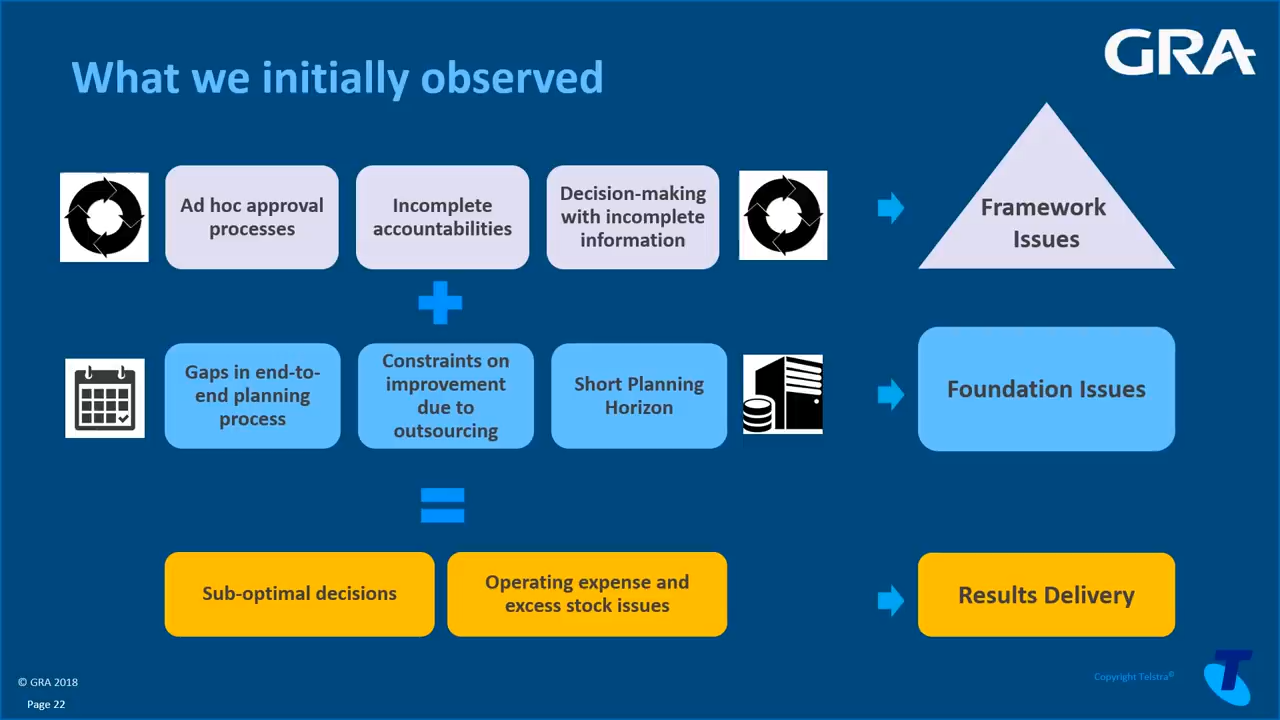 GRA
What we initially observed
Ad hoc approval
processes
Incomplete
accountabilities
Decision-making
with incomplete
information
Framework
Issues
Gaps in end-to-
end planning
process
Constraints on
improvement
due to
outsourcing
Short Planning
Horizon
Foundation Issues
Sub-optimal decisions
Operating expense and
excess stock issues
Results Delivery
© GRA 2018
Page 22
Copyright Telstra©
T